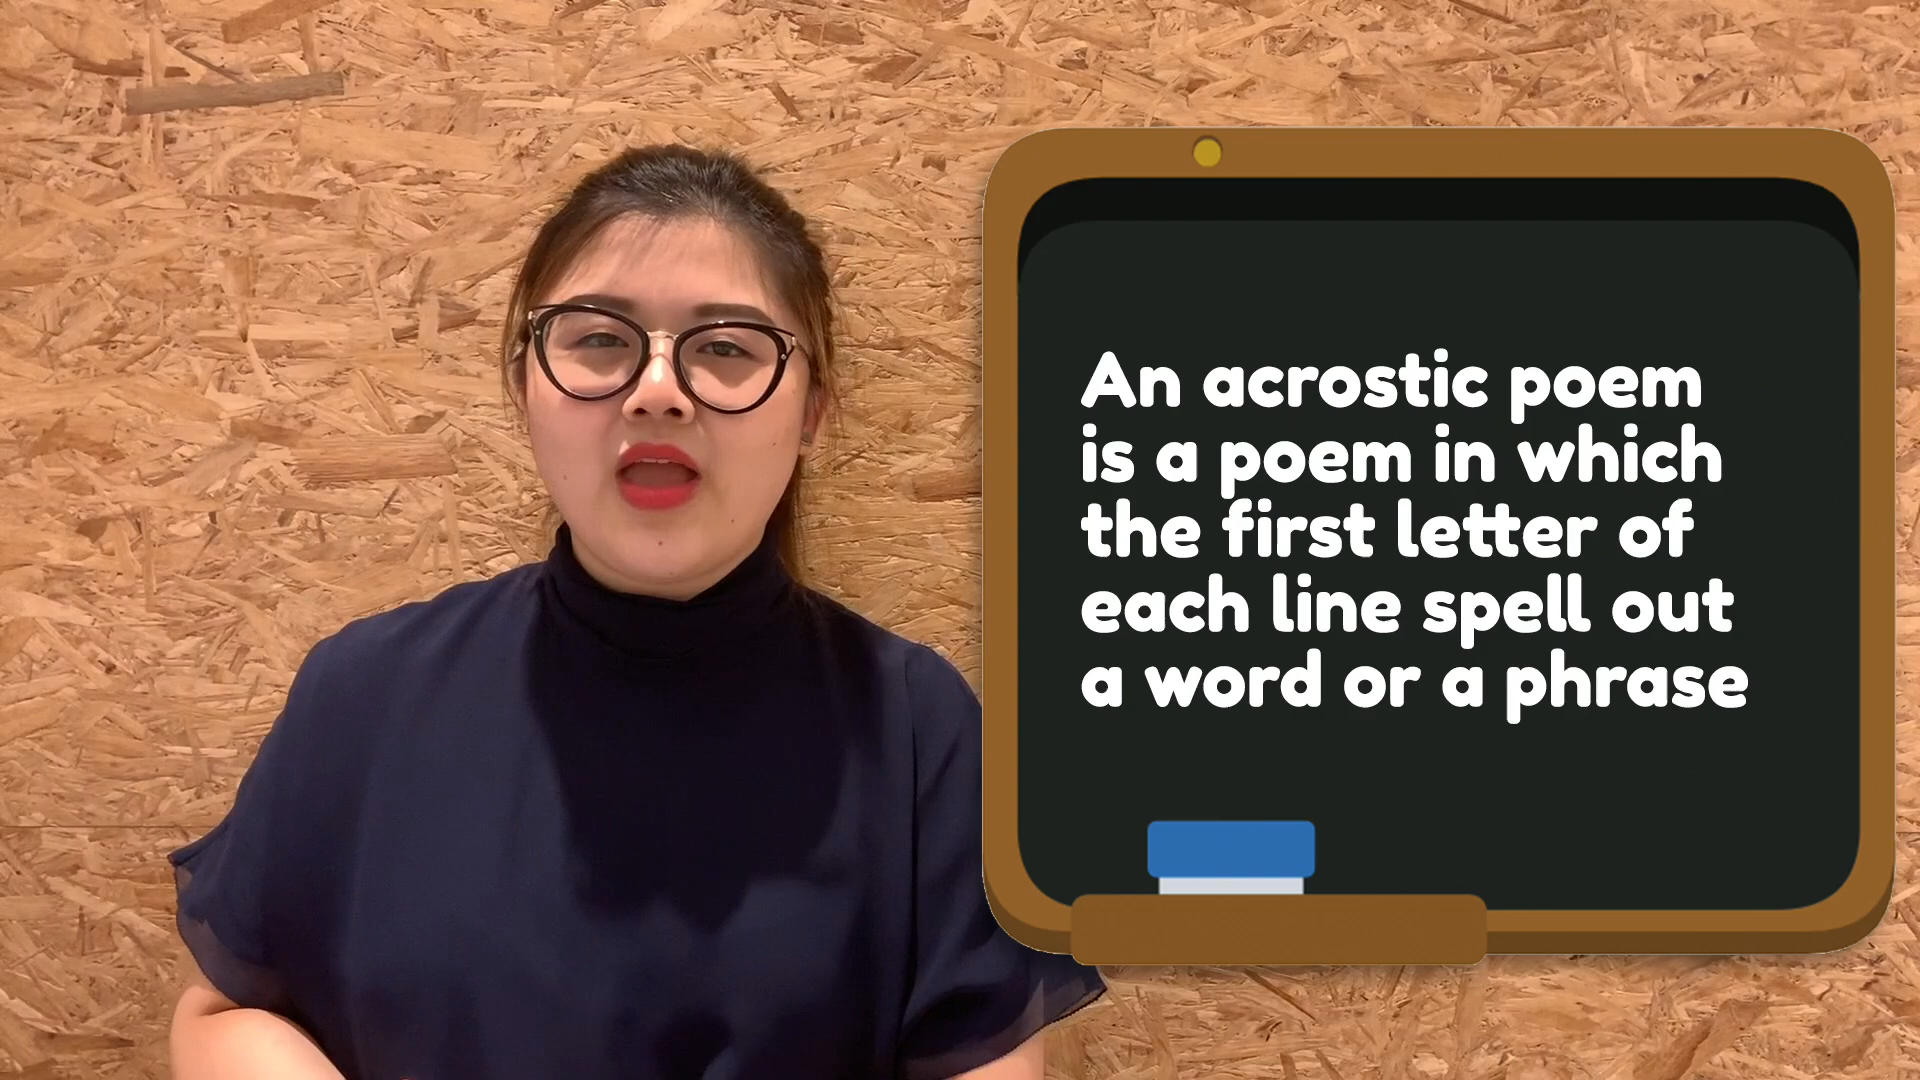 An acrostic poem
is a poem in which
the first letter of
each line spell out
a word or a phrase